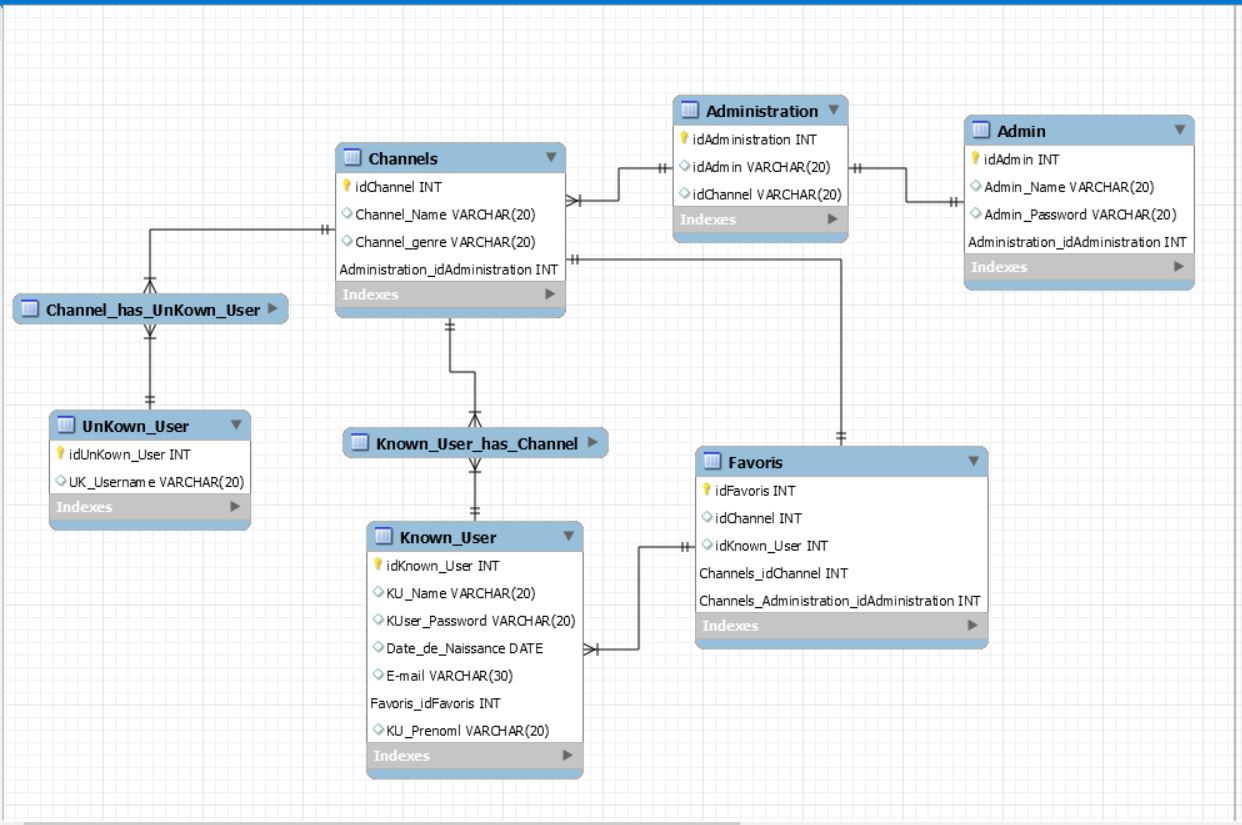 Administration
idAdministration INT
idAdmin VARCHAR(20)
idChannel VARCHAR(20)
Indexes
Admin
idAdmin INT
Admin_Name VARCHAR(20)
Admin_Password VARCHAR(20)
Administration_idAdministration INT
Indexes
Channels
idChannel INT
Channel_Name VARCHAR(20)
Channel_genre VARCHAR(20)
Administration_idAdministration INT
Indexes
Channel_has_UnKown_User
UnKown_User
idUnKown_User INT
UK_Username VARCHAR(20)
Indexes
Known_User_has_Channel
Favoris
idFavoris INT
idChannel INT
idKnown_User INT
Channels_idChannel INT
Channels_Administration_idAdministration INT
Indexes
Known_User
idKnown_User INT
KU_Name VARCHAR(20)
KUser_Password VARCHAR(20)
Date_de_Naissance DATE
E-mail VARCHAR(30)
Favoris_idFavoris INT
KU_Prenoml VARCHAR(20)
Indexes